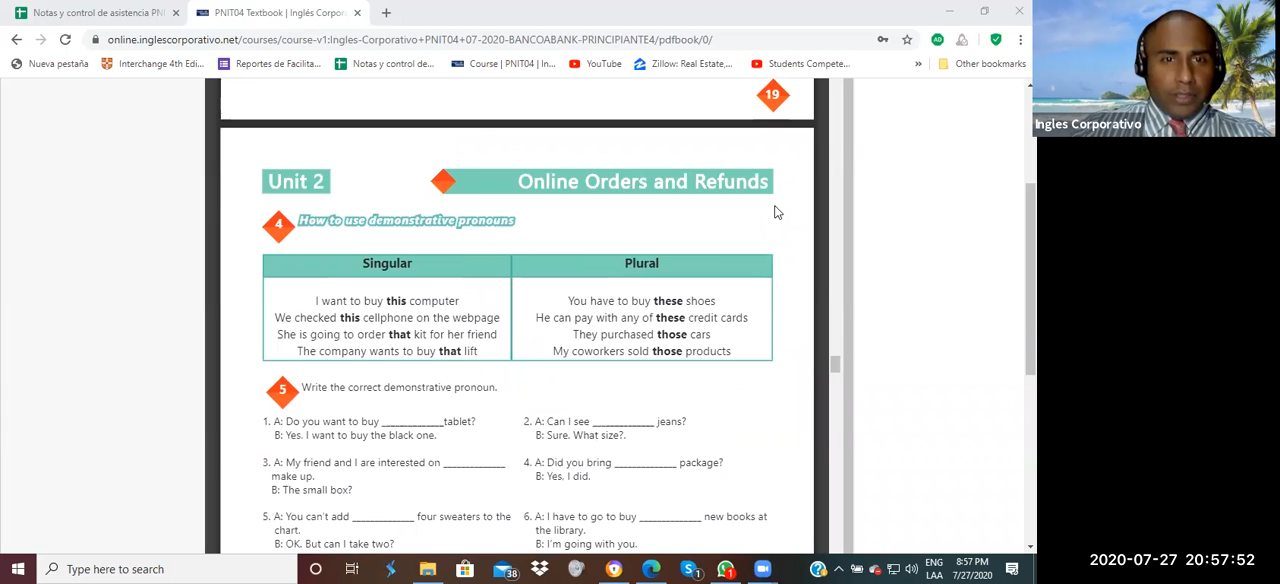 Notas y control de asistencia PN
PNIT04 Textbook | Inglés Corpor
online.inglescorporativo.net/courses/course-v1:Ingles-Corporativo+PNIT04+07-2020-BANCOABANK-PRINCIPIANTE4/pdfbook/0/
Nueva pestaña
Interchange 4th Edi...
Reportes de Facilita...
Notas y control de...
Course | PNIT04 | In...
YouTube
Zillow: Real Estate,...
Students Compete...
»
Other bookmarks
Ingles Corporativo
19
Unit 2
Online Orders and Refunds
4 How to use demonstrative pronouns
Singular
Plural
I want to buy this computer
We checked this cellphone on the webpage
She is going to order that kit for her friend
The company wants to buy that lift
You have to buy these shoes
He can pay with any of these credit cards
They purchased those cars
My coworkers sold those products
5 Write the correct demonstrative pronoun.
1. A: Do you want to buy _____________tablet?
B: Yes. I want to buy the black one.
2. A: Can I see _____________ jeans?
B: Sure. What size?.
3. A: My friend and I are interested on _____________
make up.
B: The small box?
4. A: Did you bring _____________ package?
B: Yes, I did.
5. A: You can't add _____________ four sweaters to the
chart.
B: OK. But can I take two?
6. A: I have to go to buy _____________ new books at
the library.
B: I'm going with you.
Type here to search
38
1
1
ENG
LAA
8:57 PM
7/27/2020
2020-07-27 20:57:52